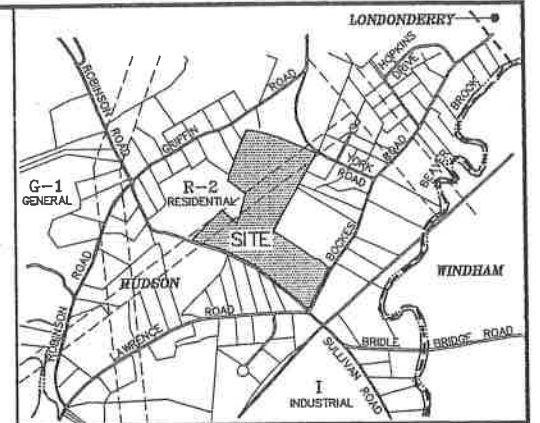 LONDONDERRY
HOPKINS
DRIVE
ROBINSON
ROAD
GRIFFIN
ROAD
BROOK
BEAVER
YORK
ROAD
ROAD
G-1
GENERAL
R-2
RESIDENTIAL
SITE
BOCKES
ROAD
HUDSON
WINDHAM
ROBINSON
LAWRENCE
ROAD
BRIDLE
BRIDGE ROAD
SULLIVAN ROAD
I
INDUSTRIAL